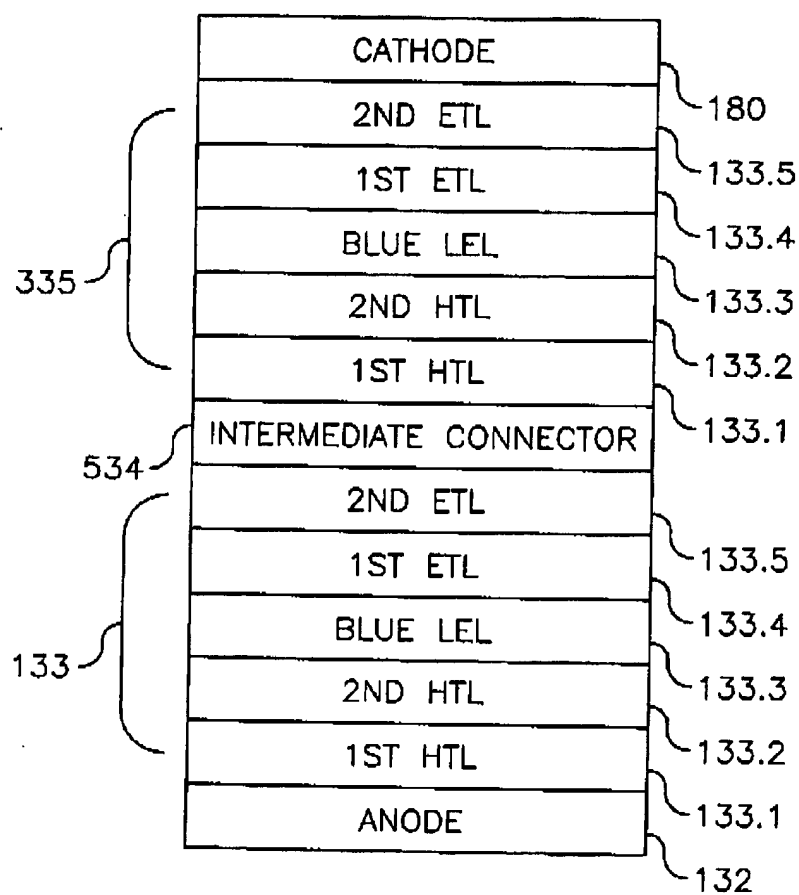 CATHODE
180
2ND ETL
133.5
1ST ETL
133.4
BLUE LEL
133.3
335
2ND HTL
133.2
1ST HTL
133.1
INTERMEDIATE CONNECTOR
534
2ND ETL
133.5
1ST ETL
133.4
BLUE LEL
133.3
133
2ND HTL
133.2
1ST HTL
133.1
ANODE
132